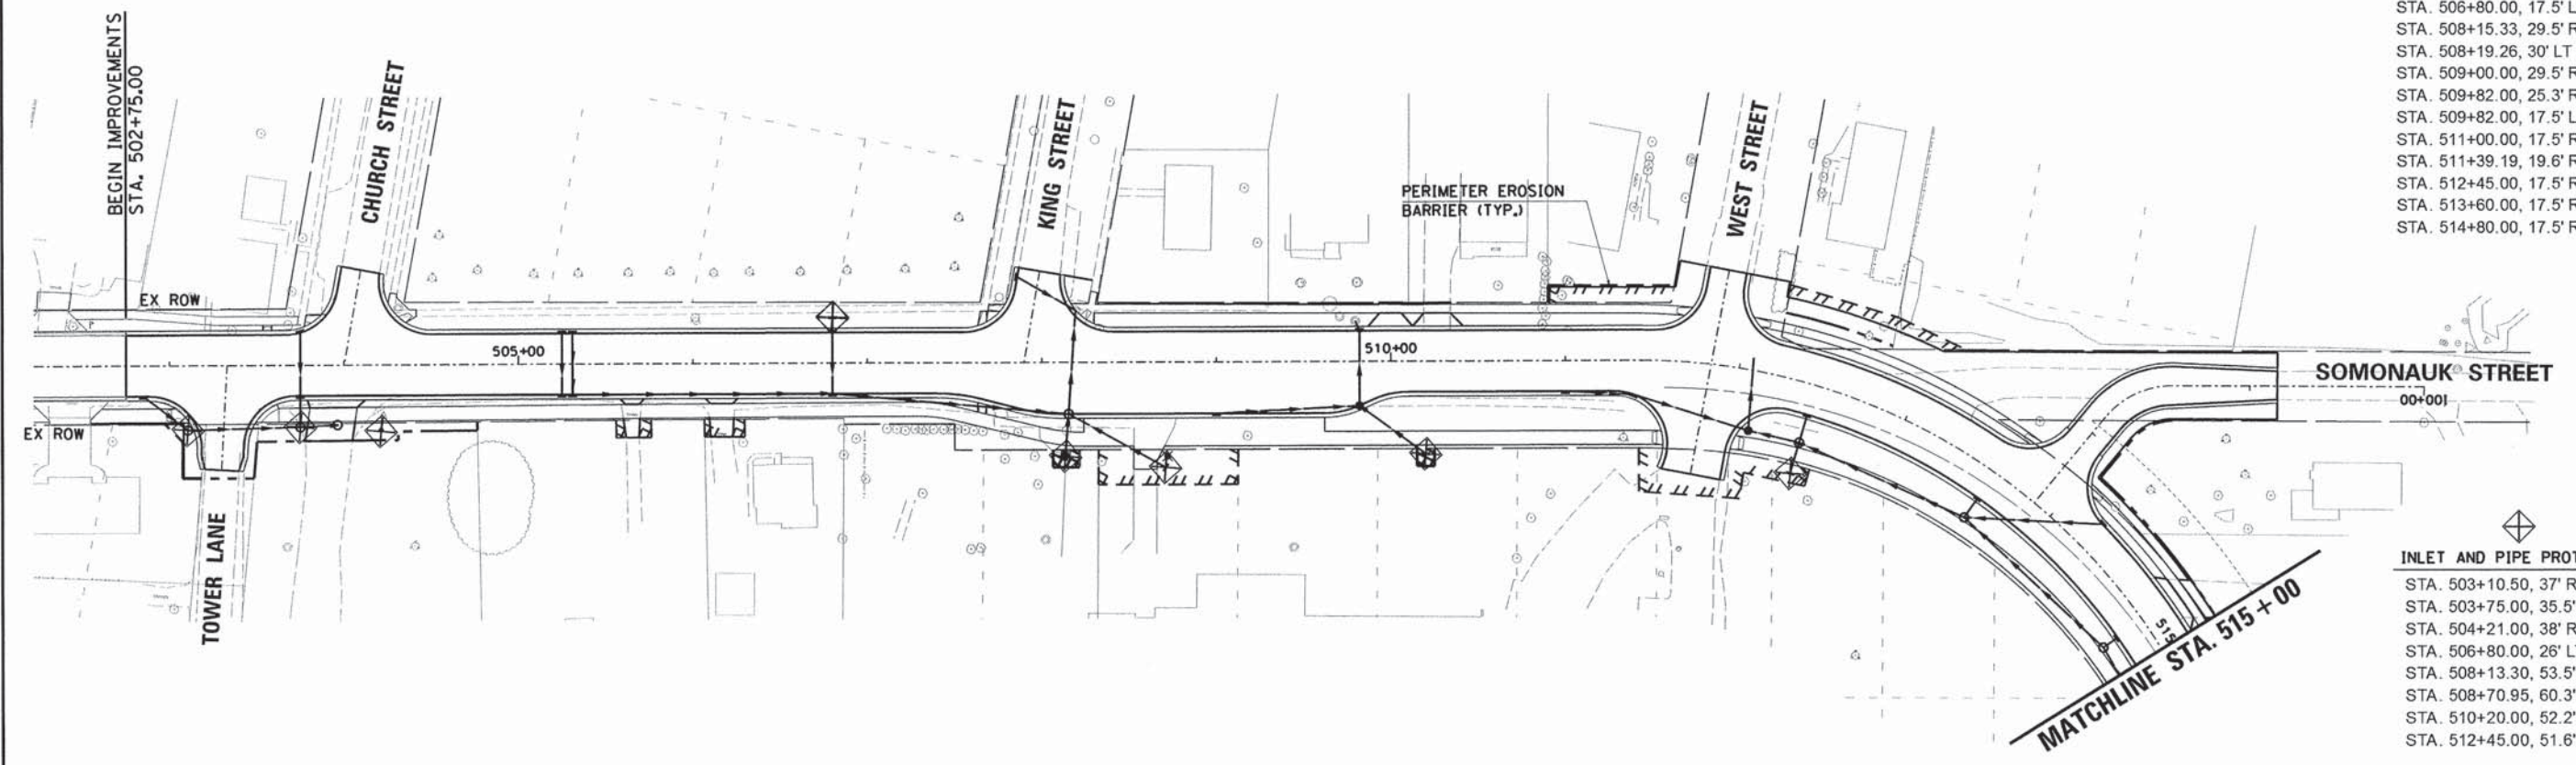 BEGIN IMPROVEMENTS
STA. 502+75.00
CHURCH STREET
KING STREET
WEST STREET
PERIMETER EROSION
BARRIER (TYP.)
EX ROW
EX ROW
505+00
510+00
TOWER LANE
SOMONAUK STREET
100+00
515
MATCHLINE STA. 515+00
STA. 506+80.00, 17.5' L
STA. 508+15.33, 29.5' R
STA. 508+19.26, 30' LT
STA. 509+00.00, 29.5' R
STA. 509+82.00, 25.3' R
STA. 509+82.00, 17.5' L
STA. 511+00.00, 17.5' R
STA. 511+39.19, 19.6' R
STA. 512+45.00, 17.5' R
STA. 513+60.00, 17.5' R
STA. 514+80.00, 17.5' R
INLET AND PIPE PROT
STA. 503+10.50, 37' R
STA. 503+75.00, 35.5'
STA. 504+21.00, 38' R
STA. 506+80.00, 26' L
STA. 508+13.30, 53.5'
STA. 508+70.95, 60.3'
STA. 510+20.00, 52.2'
STA. 512+45.00, 51.6'